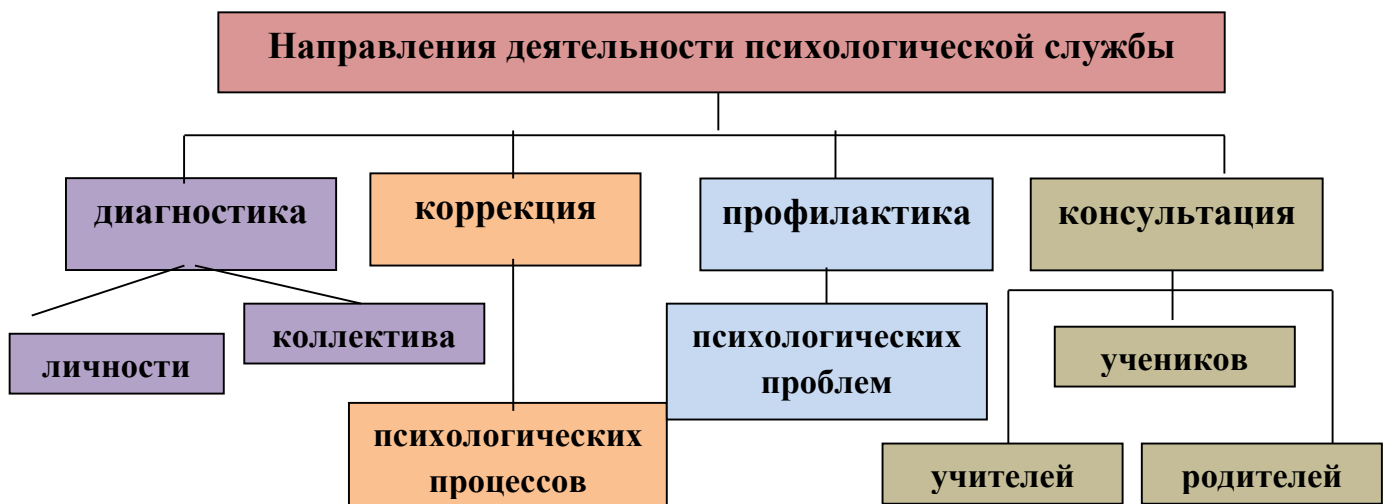 Направления деятельности психологической службы
диагностика
коррекция
профилактика
консультация
личности
коллектива
психологических
процессов
психологических
проблем
учеников
учителей
родителей